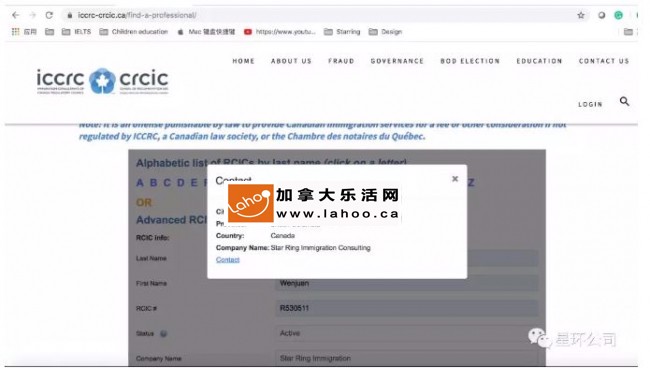 iccrc-crcic.ca/find-a-professional/
应用 IELTS Children education Mac 键盘快捷键 https://www.youtu... Starring Design
HOME ABOUT US FRAUD GOVERNANCE BOD ELECTION EDUCATION CONTACT US
iccrc crcic
LOGIN
Note: It is an offense punishable by law to provide Canadian immigration services for a fee or other consideration if not
regulated by ICCRC, a Canadian law society, or the Chambre des notaires du Québec.
Alphabetic list of RCICs by last name (click on a letter)
A B C D E F Z
OR
Advanced RCI
Contact
×
Lahoo 加拿大乐活网
www.lahoo.ca
RCIC Info:
Country: Canada
Company Name: Star Ring Immigration Consulting
Contact
Last Name
First Name Wenjuan
RCIC # R530511
Status Active
Company Name Star Ring Immigration
星环公司